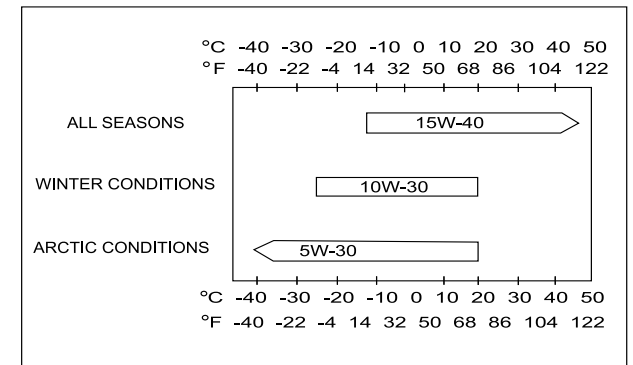 °C -40 -30 -20 -10 0 10 20 30 40 50
°F -40 -22 -4 14 32 50 68 86 104 122
ALL SEASONS 15W-40
WINTER CONDITIONS 10W-30
ARCTIC CONDITIONS 5W-30
°C -40 -30 -20 -10 0 10 20 30 40 50
°F -40 -22 -4 14 32 50 68 86 104 122